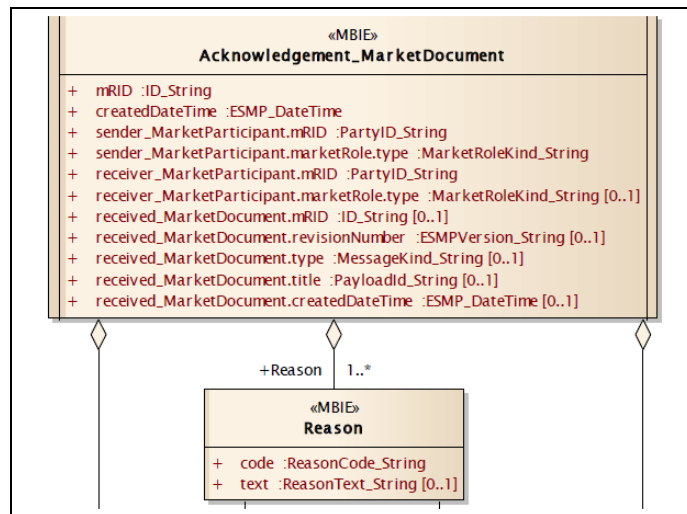 «MBIE»
Acknowledgement_MarketDocument
+ mRID :ID_String
+ createdDateTime :ESMP_DateTime
+ sender_MarketParticipant.mRID :PartyID_String
+ sender_MarketParticipant.marketRole.type :MarketRoleKind_String
+ receiver_MarketParticipant.mRID :PartyID_String
+ receiver_MarketParticipant.marketRole.type :MarketRoleKind_String [0..1]
+ received_MarketDocument.mRID :ID_String [0..1]
+ received_MarketDocument.revisionNumber :ESMPVersion_String [0..1]
+ received_MarketDocument.type :MessageKind_String [0..1]
+ received_MarketDocument.title :PayloadId_String [0..1]
+ received_MarketDocument.createdDateTime :ESMP_DateTime [0..1]
+Reason 1..*
«MBIE»
Reason
+ code :ReasonCode_String
+ text :ReasonText_String [0..1]